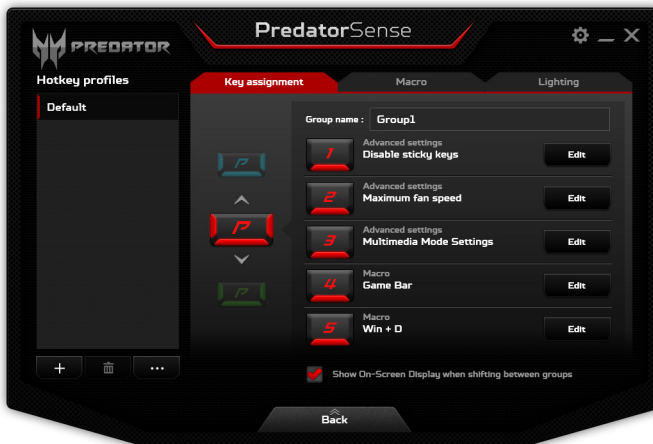 PREDATOR
PredatorSense
Hotkey profiles
Default
Key assignment
Macro
Lighting
Group name :
Group1
1
Advanced settings
Disable sticky keys
Edit
2
Advanced settings
Maximum fan speed
Edit
3
Advanced settings
Multimedia Mode Settings
Edit
4
Macro
Game Bar
Edit
5
Macro
Win + D
Edit
P
P
P
Show On-Screen Display when shifting between groups
Back